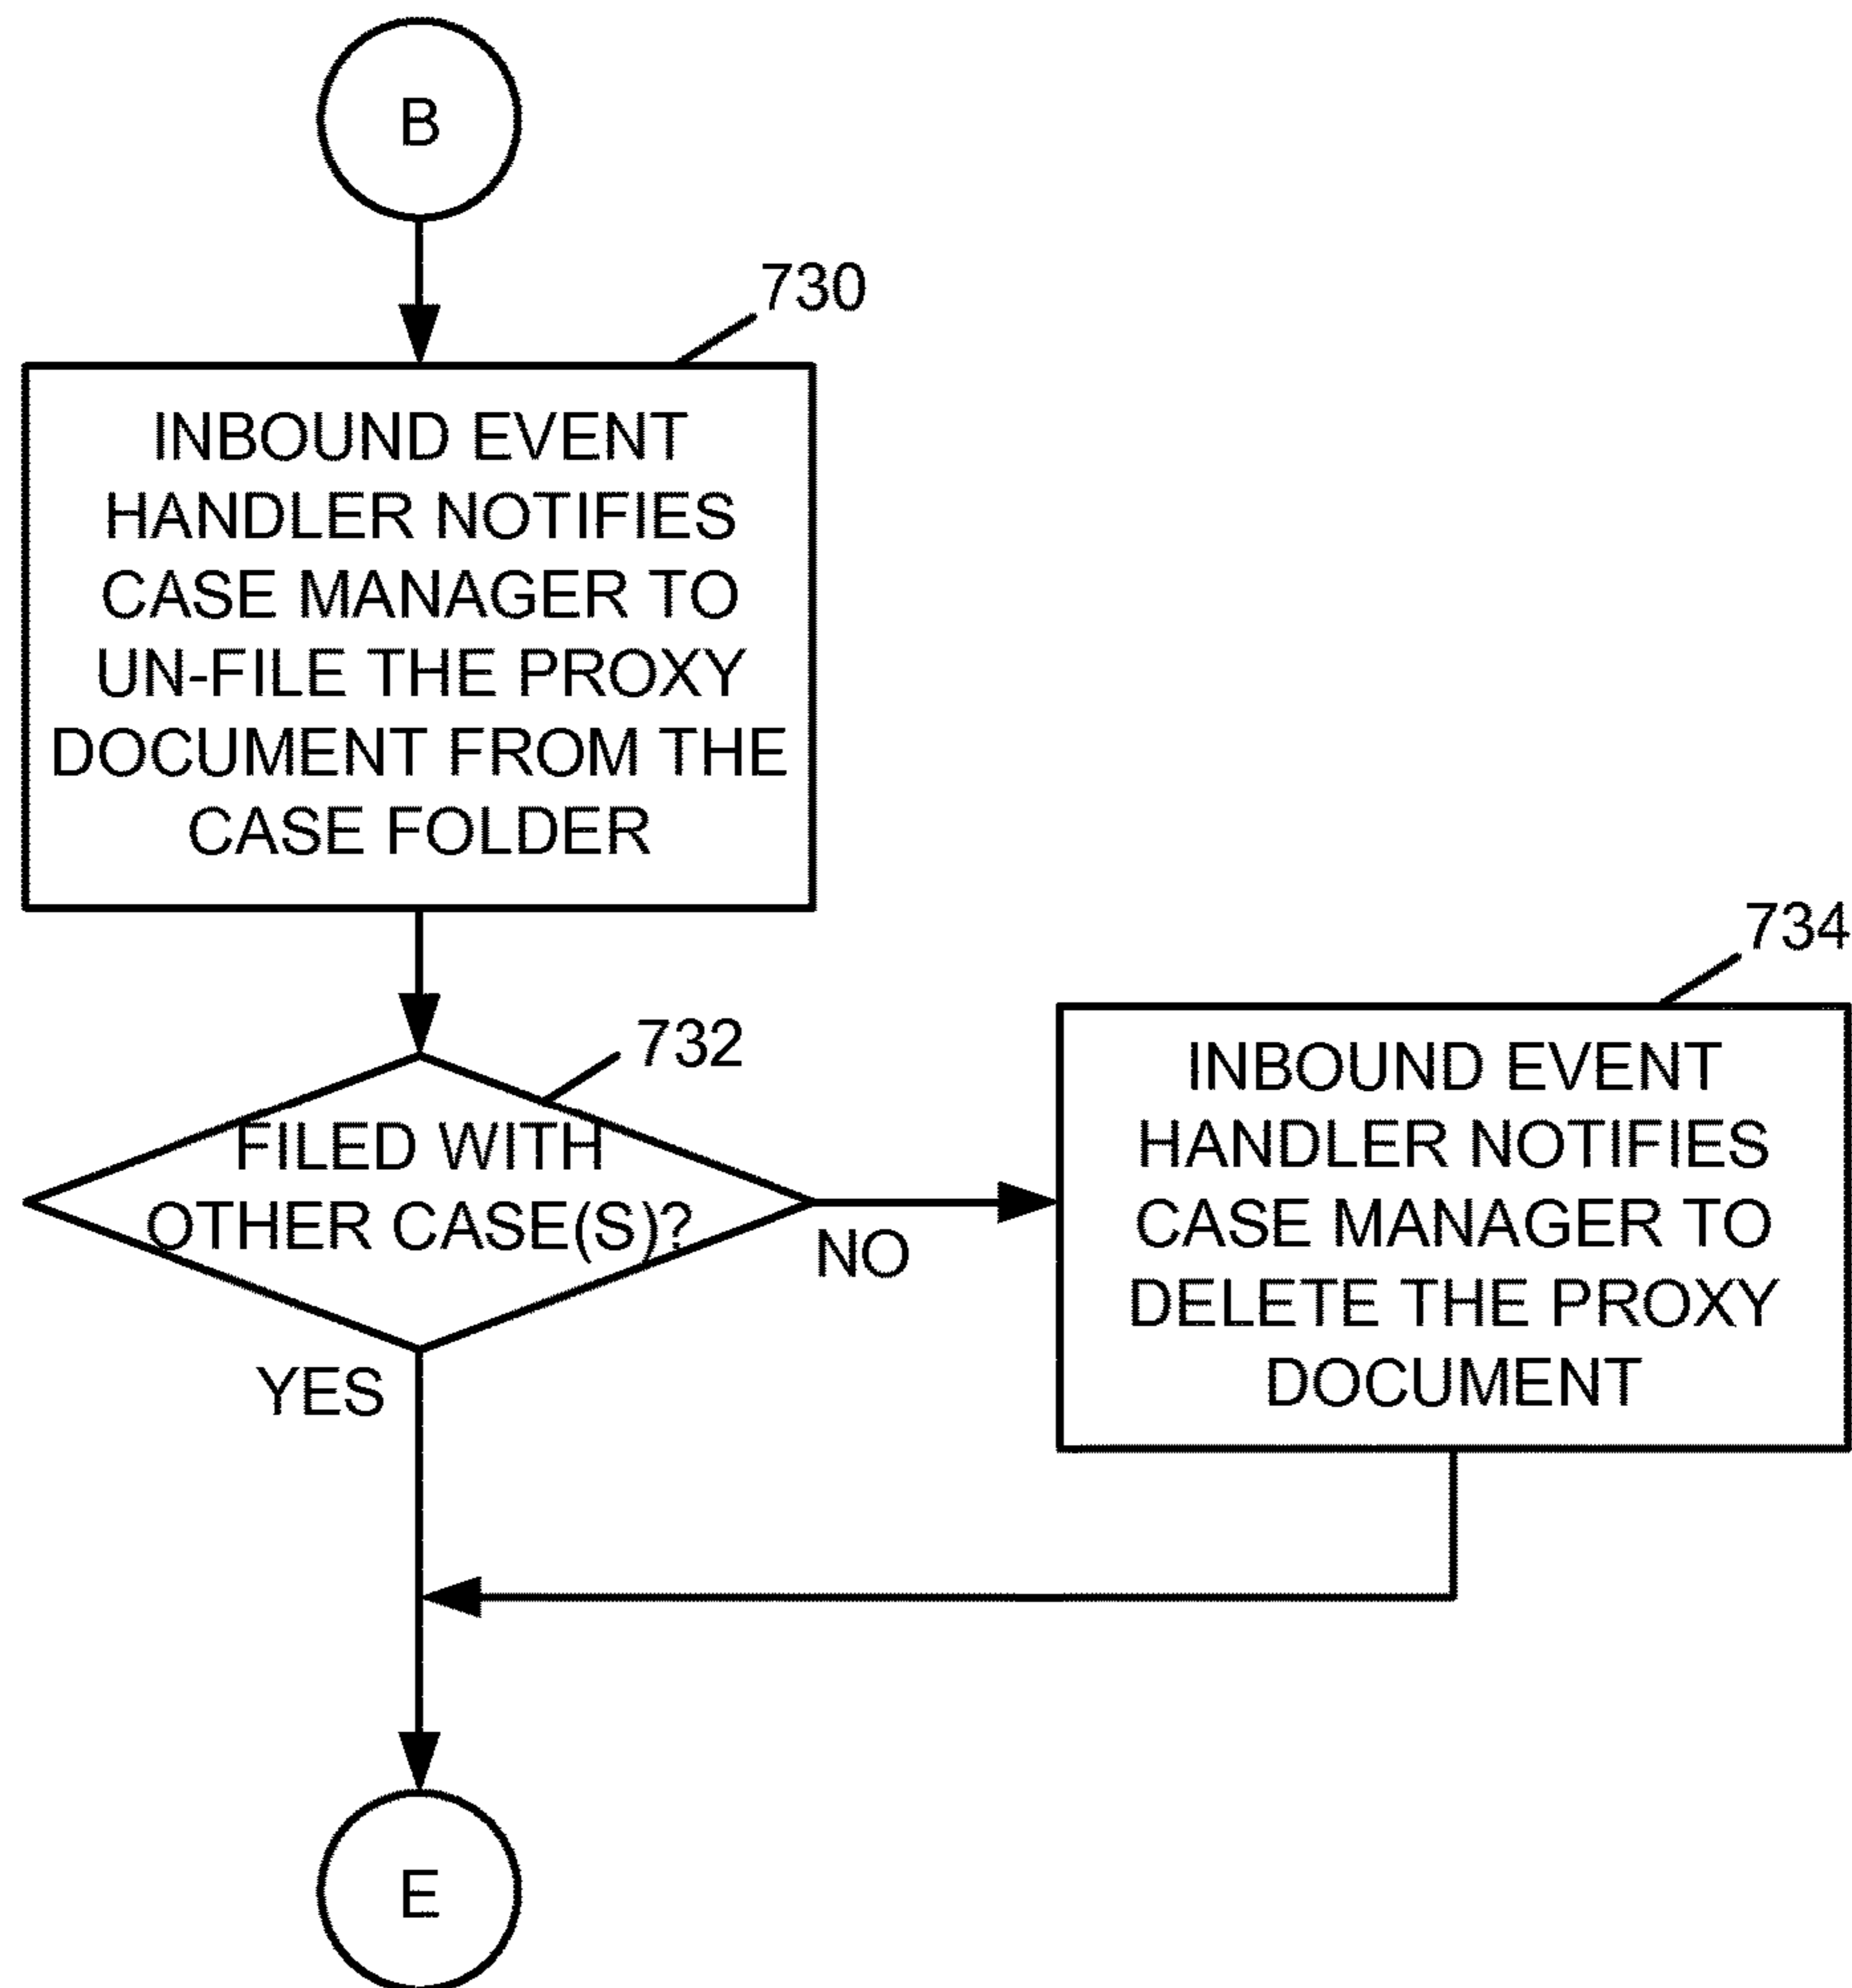 B
730
INBOUND EVENT
HANDLER NOTIFIES
CASE MANAGER TO
UN-FILE THE PROXY
DOCUMENT FROM THE
CASE FOLDER
732
FILED WITH
OTHER CASE(S)?
NO
YES
734
INBOUND EVENT
HANDLER NOTIFIES
CASE MANAGER TO
DELETE THE PROXY
DOCUMENT
E